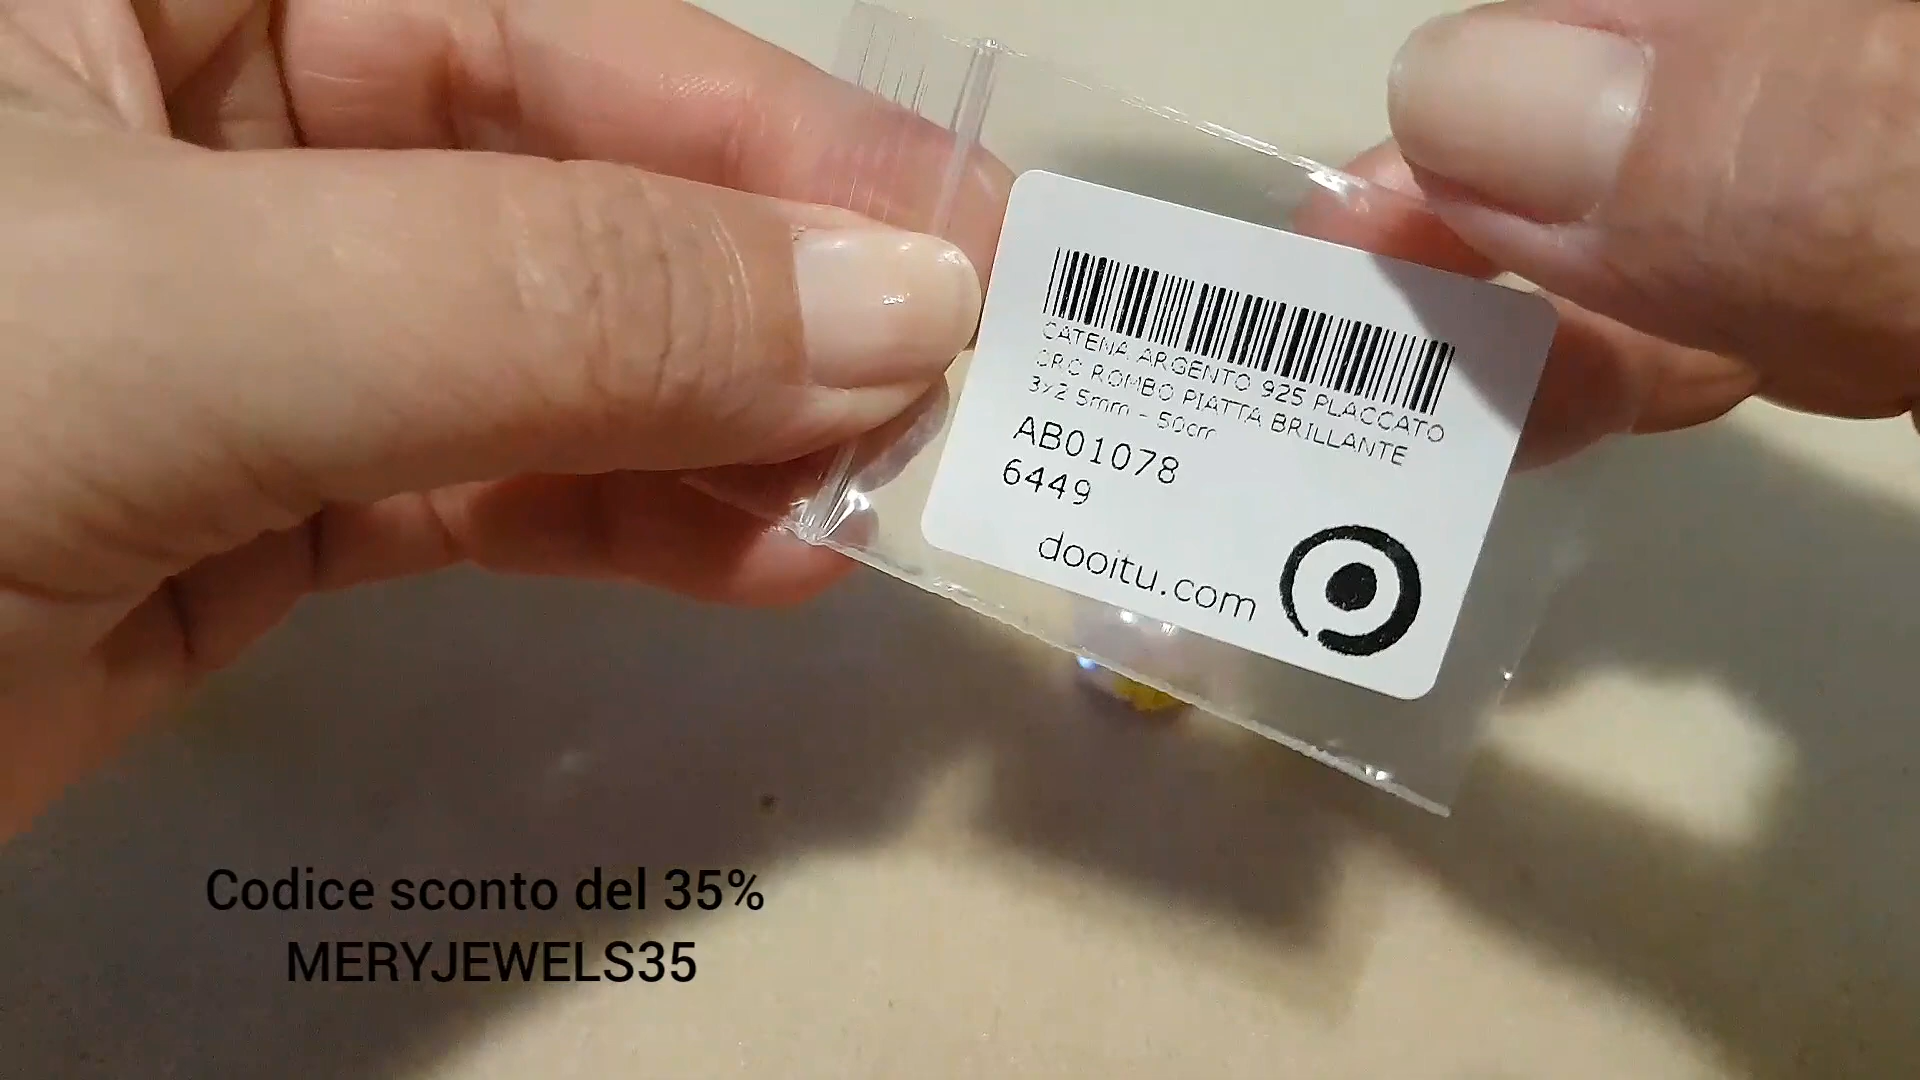 CATENA ARGENTO 925 PLACCATO
ORO ROMBO PIATTA BRILLANTE
3x2.5mm - 50cm
AB01078
6449
dooitu.com
Codice sconto del 35%
MERYJEWELS35